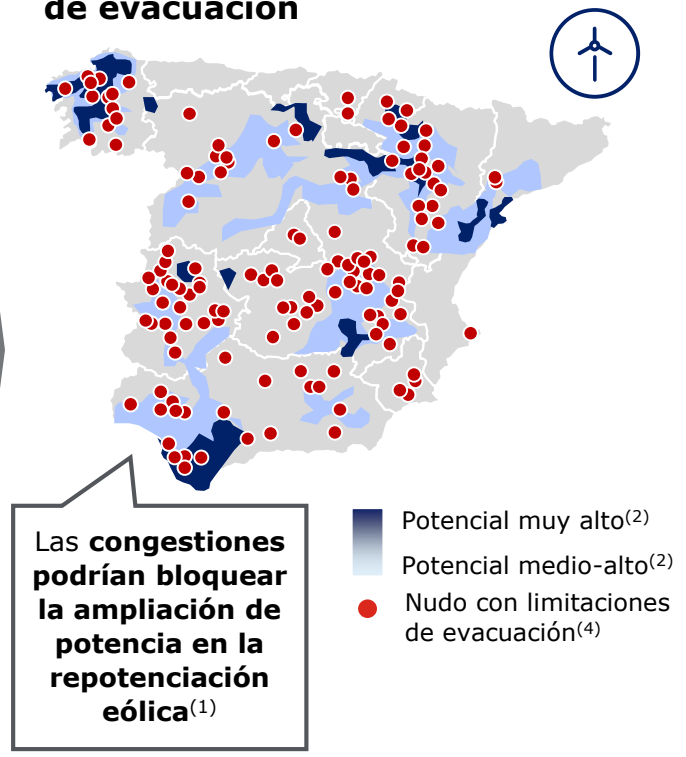 de evacuación
Las congestiones
podrían bloquear
la ampliación de
potencia en la
repotenciación
eólica(1)
Potencial muy alto(2)
Potencial medio-alto(2)
Nudo con limitaciones
de evacuación(4)